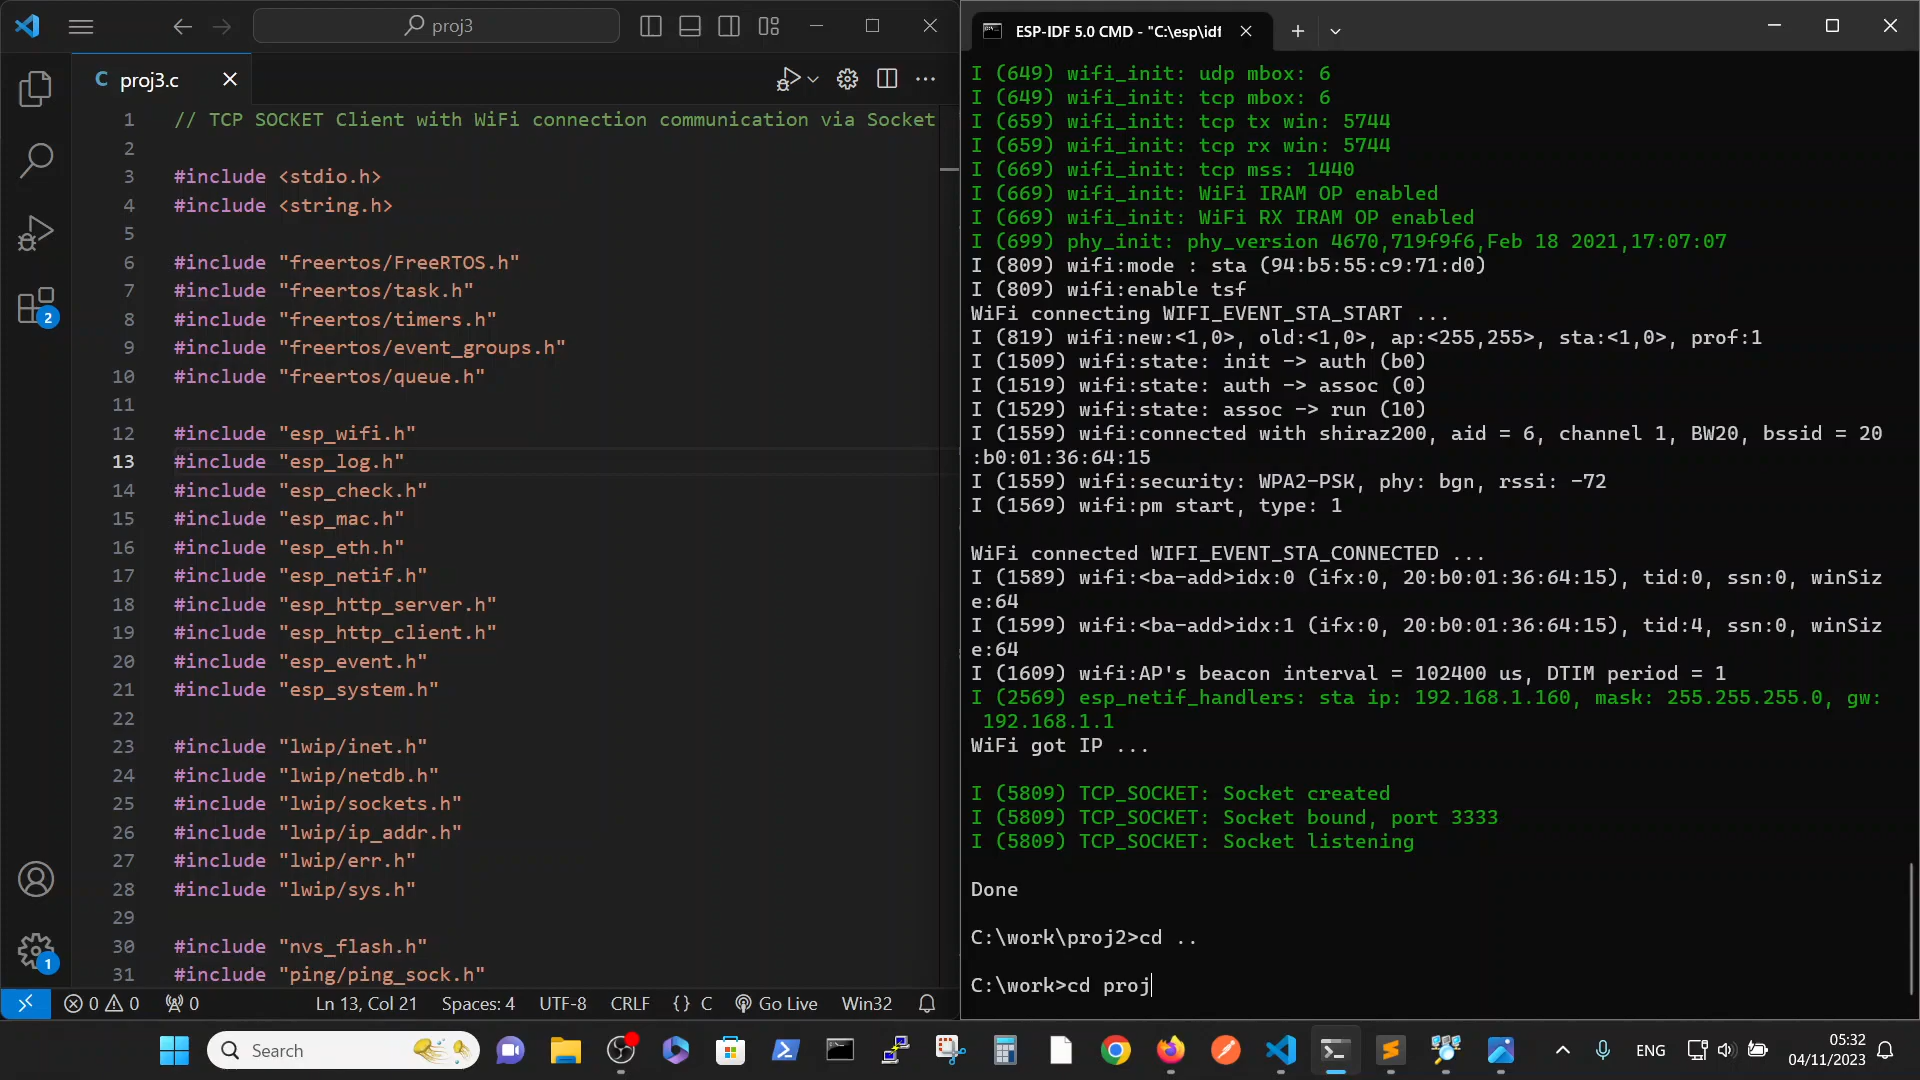 proj3
proj3.c
1 // TCP SOCKET Client with WiFi connection communication via Socket
2
3 #include <stdio.h>
4 #include <string.h>
5
6 #include "freertos/FreeRTOS.h"
7 #include "freertos/task.h"
8 #include "freertos/timers.h"
9 #include "freertos/event_groups.h"
10 #include "freertos/queue.h"
11
12 #include "esp_wifi.h"
13 #include "esp_log.h"
14 #include "esp_check.h"
15 #include "esp_mac.h"
16 #include "esp_eth.h"
17 #include "esp_netif.h"
18 #include "esp_http_server.h"
19 #include "esp_http_client.h"
20 #include "esp_event.h"
21 #include "esp_system.h"
22
23 #include "lwip/inet.h"
24 #include "lwip/netdb.h"
25 #include "lwip/sockets.h"
26 #include "lwip/ip_addr.h"
27 #include "lwip/err.h"
28 #include "lwip/sys.h"
29
30 #include "nvs_flash.h"
31 #include "ping/ping_sock.h"
2
1
0 0 0 Ln 13, Col 21 Spaces: 4 UTF-8 CRLF {} C Go Live Win32
ESP-IDF 5.0 CMD - "C:\esp\idf
I (649) wifi_init: udp mbox: 6
I (649) wifi_init: tcp mbox: 6
I (659) wifi_init: tcp tx win: 5744
I (659) wifi_init: tcp rx win: 5744
I (669) wifi_init: tcp mss: 1440
I (669) wifi_init: WiFi IRAM OP enabled
I (669) wifi_init: WiFi RX IRAM OP enabled
I (699) phy_init: phy_version 4670,719f9f6,Feb 18 2021,17:07:07
I (809) wifi:mode : sta (94:b5:55:c9:71:d0)
I (809) wifi:enable tsf
WiFi connecting WIFI_EVENT_STA_START ...
I (819) wifi:new:<1,0>, old:<1,0>, ap:<255,255>, sta:<1,0>, prof:1
I (1509) wifi:state: init -> auth (b0)
I (1519) wifi:state: auth -> assoc (0)
I (1529) wifi:state: assoc -> run (10)
I (1559) wifi:connected with shiraz200, aid = 6, channel 1, BW20, bssid = 20
:b0:01:36:64:15
I (1559) wifi:security: WPA2-PSK, phy: bgn, rssi: -72
I (1569) wifi:pm start, type: 1
WiFi connected WIFI_EVENT_STA_CONNECTED ...
I (1589) wifi:<ba-add>idx:0 (ifx:0, 20:b0:01:36:64:15), tid:0, ssn:0, winSiz
e:64
I (1599) wifi:<ba-add>idx:1 (ifx:0, 20:b0:01:36:64:15), tid:4, ssn:0, winSiz
e:64
I (1609) wifi:AP's beacon interval = 102400 us, DTIM period = 1
I (2569) esp_netif_handlers: sta ip: 192.168.1.160, mask: 255.255.255.0, gw:
192.168.1.1
WiFi got IP ...
I (5809) TCP_SOCKET: Socket created
I (5809) TCP_SOCKET: Socket bound, port 3333
I (5809) TCP_SOCKET: Socket listening
Done
C:\work\proj2>cd ..
C:\work>cd proj
Search
ENG
05:32
04/11/2023